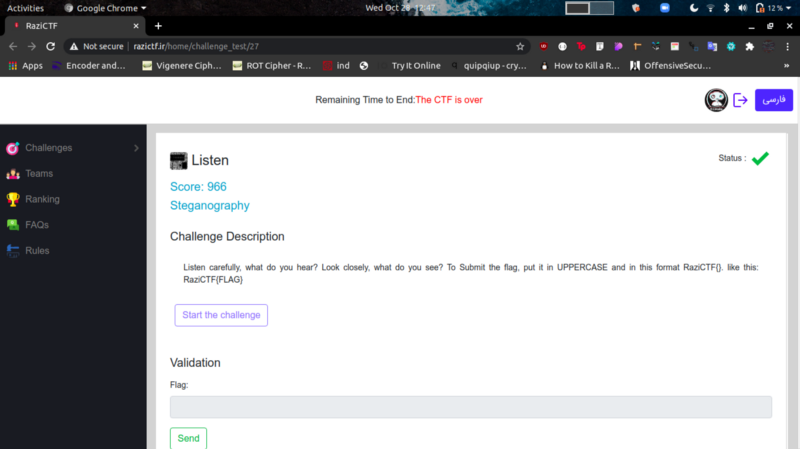 Activities
Google Chrome
Wed Oct 28 12:47
12 %
RaziCTF
Not secure | razictf.ir/home/challenge_test/27
Apps
Encoder and…
Vigenere Ciph…
ROT Cipher - R…
ind
Try It Online
quipqiup - cry…
How to Kill a R…
OffensiveSecu…
»
Remaining Time to End:The CTF is over
فارسی
Challenges
Teams
Ranking
FAQs
Rules
Listen
Status :
Score: 966
Steganography
Challenge Description
Listen carefully, what do you hear? Look closely, what do you see? To Submit the flag, put it in UPPERCASE and in this format RaziCTF{}. like this:
RaziCTF{FLAG}
Start the challenge
Validation
Flag:
Send